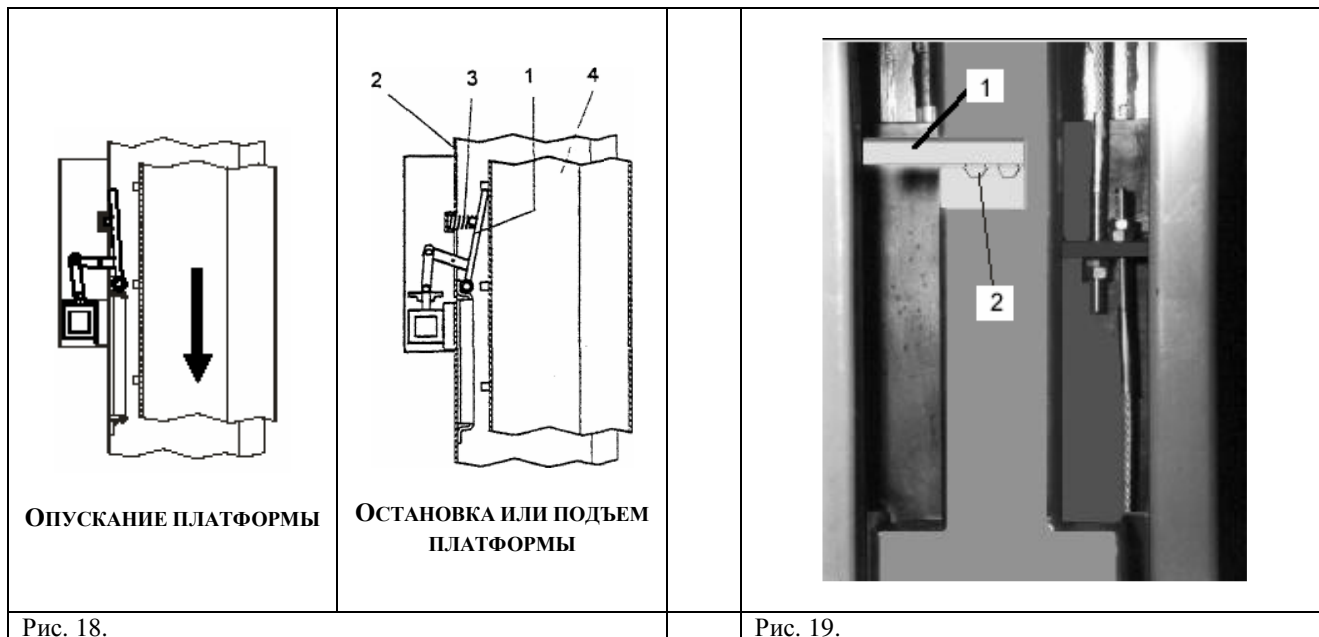 2 3 1 4
ОПУСКАНИЕ ПЛАТФОРМЫ
ОСТАНОВКА ИЛИ ПОДЪЕМ
ПЛАТФОРМЫ
1
2
Рис. 18.
Рис. 19.